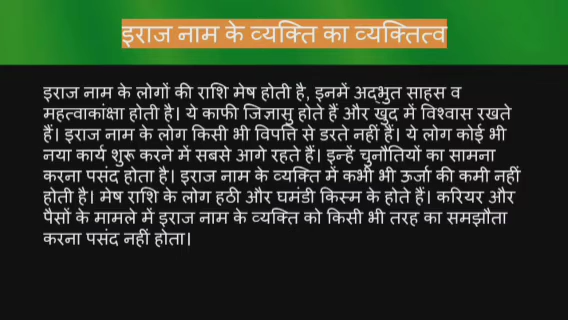 इराज नाम के व्यक्ति का व्यक्तित्व
इराज नाम के लोगों की राशि मेष होती है, इनमें अद्भुत साहस व
महत्वाकांक्षा होती है। ये काफी जिज्ञासु होते हैं और खुद में विश्वास रखते
हैं। इराज नाम के लोग किसी भी विपत्ति से डरते नहीं हैं। ये लोग कोई भी
नया कार्य शुरू करने में सबसे आगे रहते हैं। इन्हें चुनौतियों का सामना
करना पसंद होता है। इराज नाम के व्यक्ति में कभी भी ऊर्जा की कमी नहीं
होती है। मेष राशि के लोग हठी और घमंडी किस्म के होते हैं। करियर और
पैसों के मामले में इराज नाम के व्यक्ति को किसी भी तरह का समझौता
करना पसंद नहीं होता।